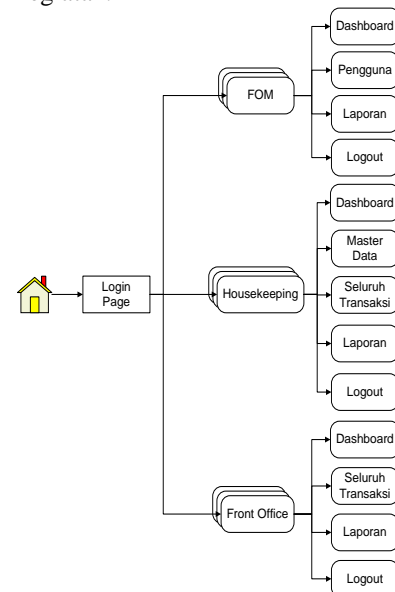 Dashboard
Pengguna
FOM
Laporan
Logout
Dashboard
Master
Data
Login
Page
Housekeeping
Seluruh
Transaksi
Laporan
Logout
Dashboard
Seluruh
Transaksi
Front Office
Laporan
Logout